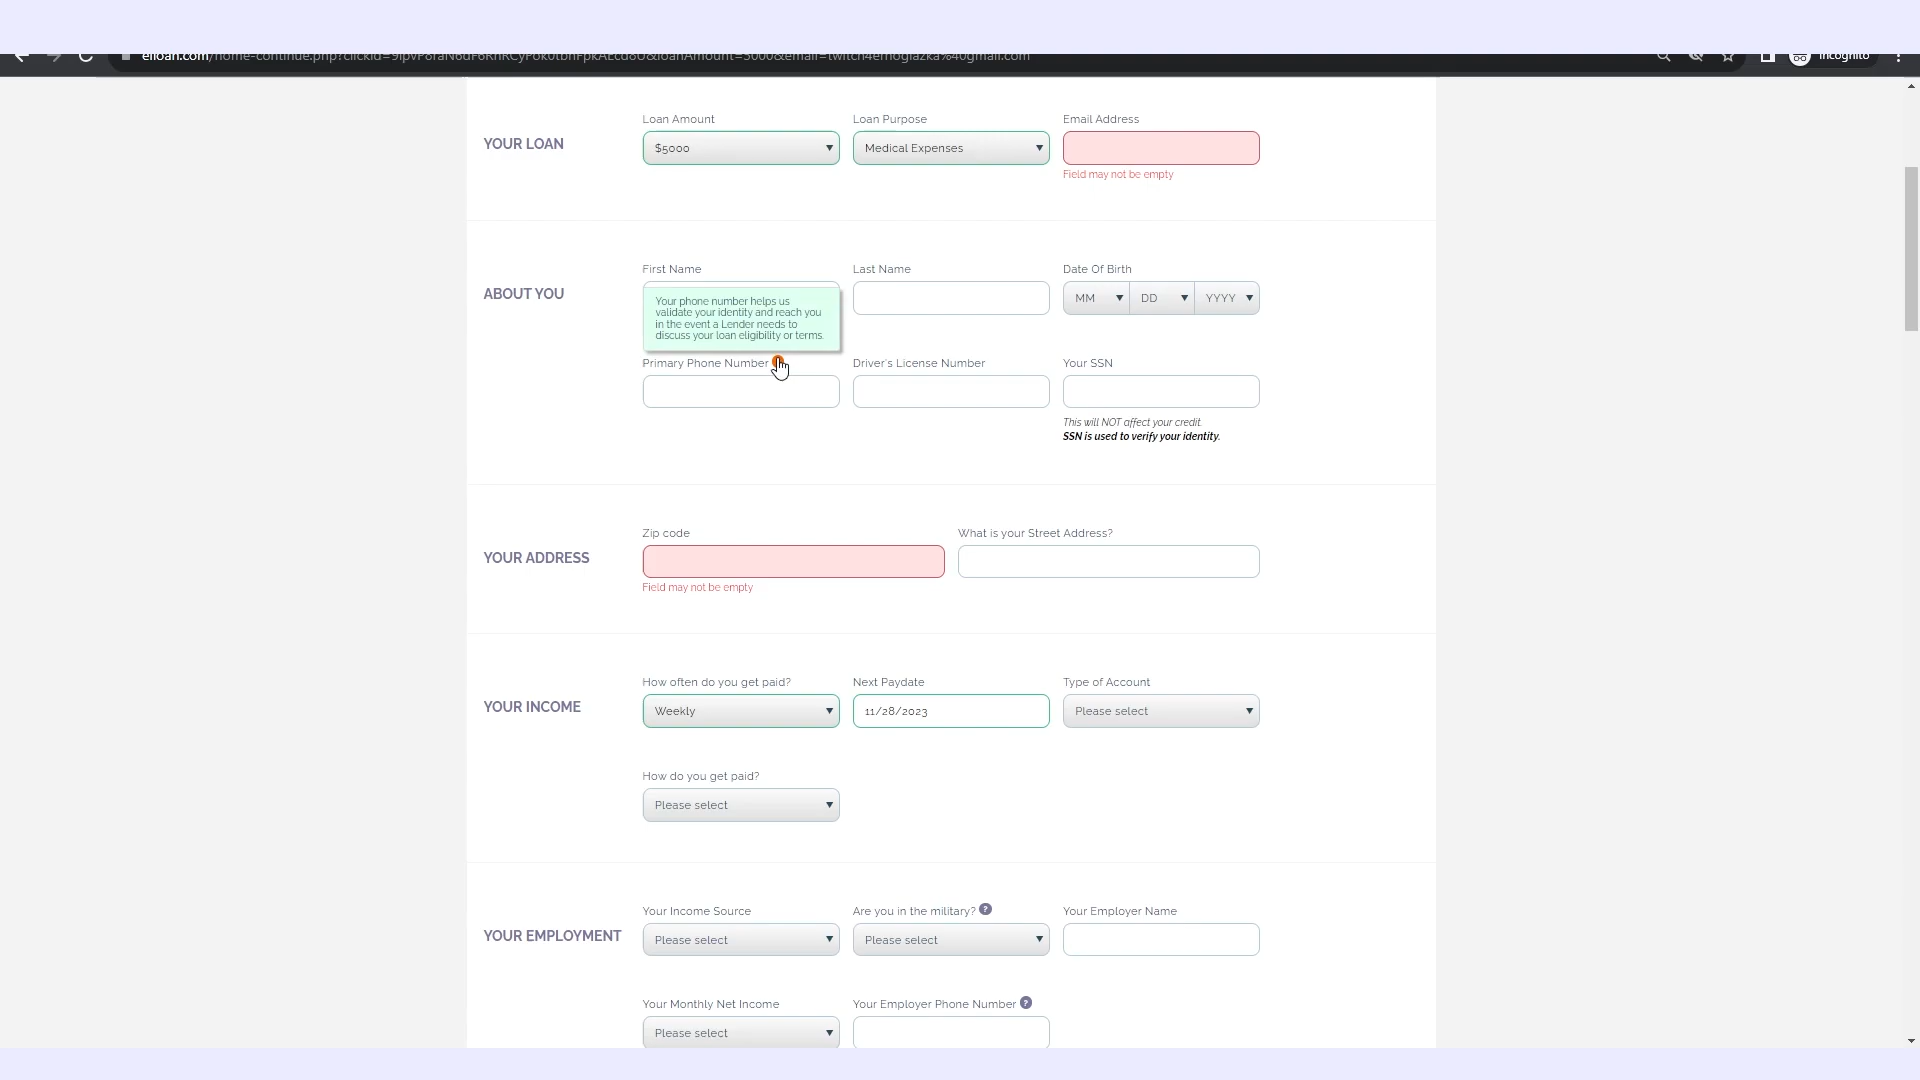 Incognito
YOUR LOAN
Loan Amount
Loan Purpose
Email Address
$5000
Medical Expenses
Field may not be empty
ABOUT YOU
First Name
Last Name
Date Of Birth
MM
DD
YYYY
Your phone number helps us
validate your identity and reach you
in the event a Lender needs to
discuss your loan eligibility or terms.
Primary Phone Number
Driver's License Number
Your SSN
This will NOT affect your credit.
SSN is used to verify your identity.
YOUR ADDRESS
Zip code
What is your Street Address?
Field may not be empty
YOUR INCOME
How often do you get paid?
Next Paydate
Type of Account
Weekly
11/28/2023
Please select
How do you get paid?
Please select
YOUR EMPLOYMENT
Your Income Source
Are you in the military? ?
Your Employer Name
Please select
Please select
Your Monthly Net Income
Your Employer Phone Number ?
Please select